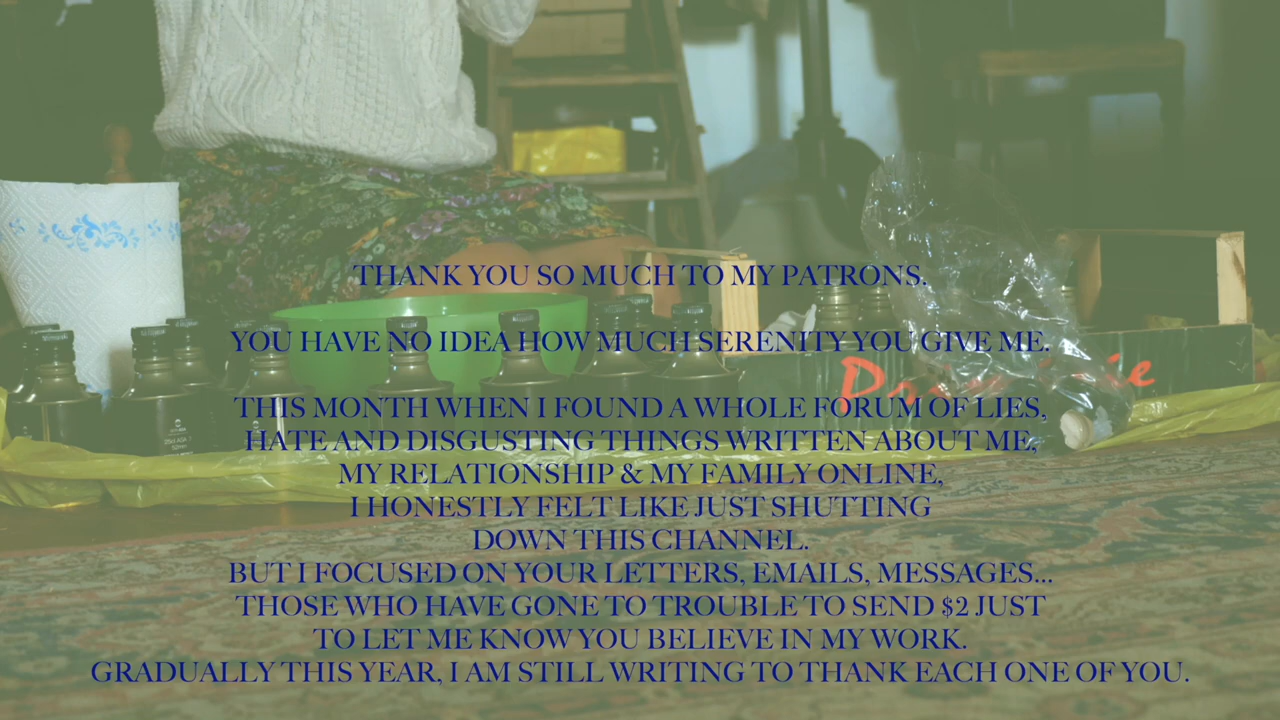 THANK YOU SO MUCH TO MY PATRONS.
YOU HAVE NO IDEA HOW MUCH SERENITY YOU GIVE ME.
THIS MONTH WHEN I FOUND A WHOLE FORUM OF LIES,
HATE AND DISGUSTING THINGS WRITTEN ABOUT ME,
MY RELATIONSHIP & MY FAMILY ONLINE,
I HONESTLY FELT LIKE JUST SHUTTING
DOWN THIS CHANNEL.
BUT I FOCUSED ON YOUR LETTERS, EMAILS, MESSAGES...
THOSE WHO HAVE GONE TO TROUBLE TO SEND $2 JUST
TO LET ME KNOW YOU BELIEVE IN MY WORK.
GRADUALLY THIS YEAR, I AM STILL WRITING TO THANK EACH ONE OF YOU.